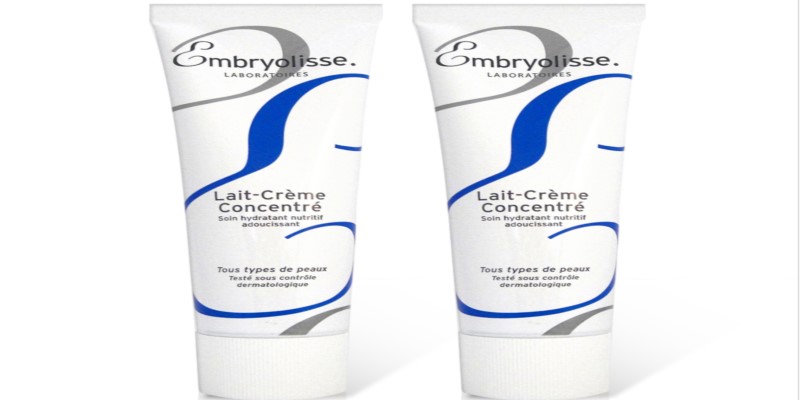 Embryolisse.
LABORATOIRES
Lait-Crème
Concentré
Soin hydratant nutritif
adoucissant
Tous types de peaux
Testé sous contrôle
dermatologique
Embryolisse.
LABORATOIRES
Lait-Crème
Concentré
Soin hydratant nutritif
adoucissant
Tous types de peaux
Testé sous contrôle
dermatologique